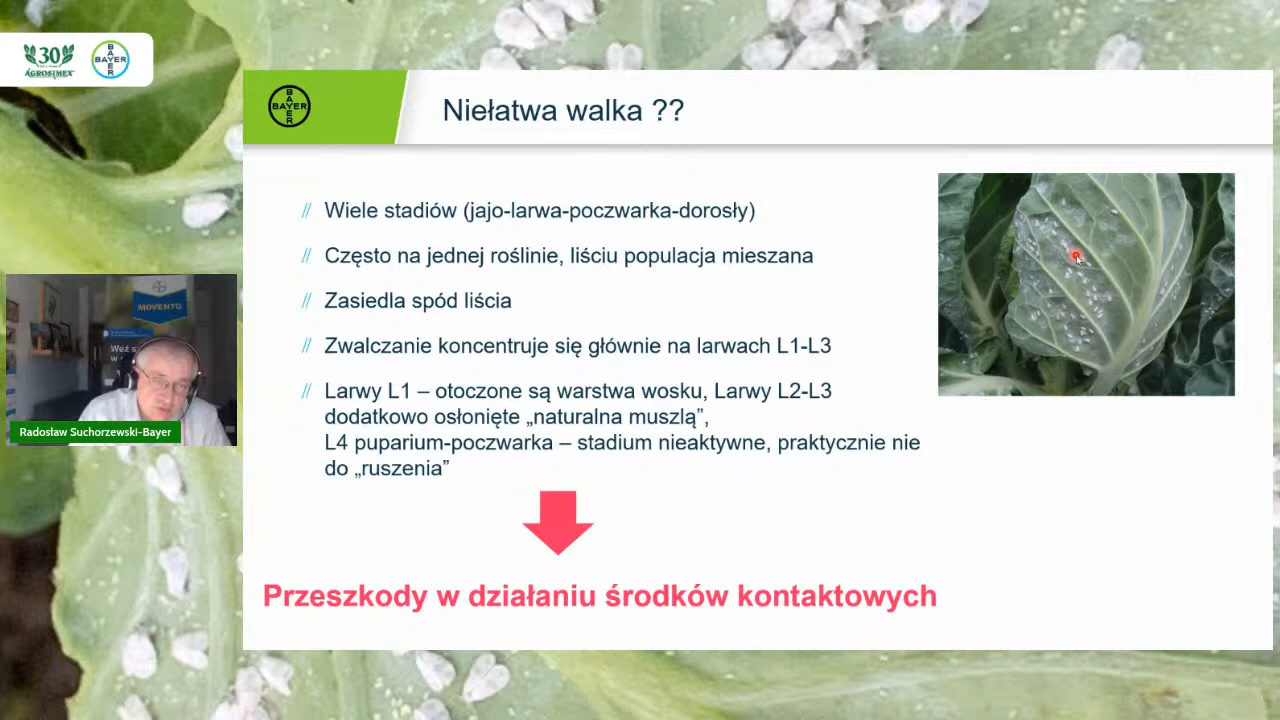 30
AGROSIMEX
BAYER
BAYER
BAYER
BAYER
Niełatwa walka ??
// Wiele stadiów (jajo-larwa-poczwarka-dorosły)
// Często na jednej roślinie, liściu populacja mieszana
// Zasiedla spód liścia
// Zwalczanie koncentruje się głównie na larwach L1-L3
// Larwy L1 – otoczone są warstwa wosku, Larwy L2-L3
dodatkowo osłonięte „naturalna muszlą”,
L4 puparium-poczwarka – stadium nieaktywne, praktycznie nie
do „ruszenia”
MOVENTO
Weź s
Radosław Suchorzewski-Bayer
Przeszkody w działaniu środków kontaktowych